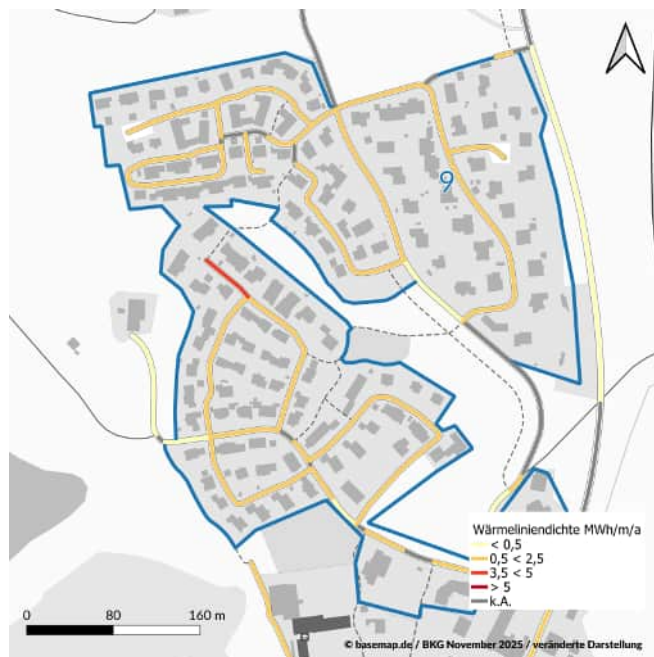 9
Wärmeliniendichte MWh/m/a
< 0,5
0,5 < 2,5
3,5 < 5
> 5
k.A.
0 80 160 m
© basemap.de / BKG November 2025 / veränderte Darstellung